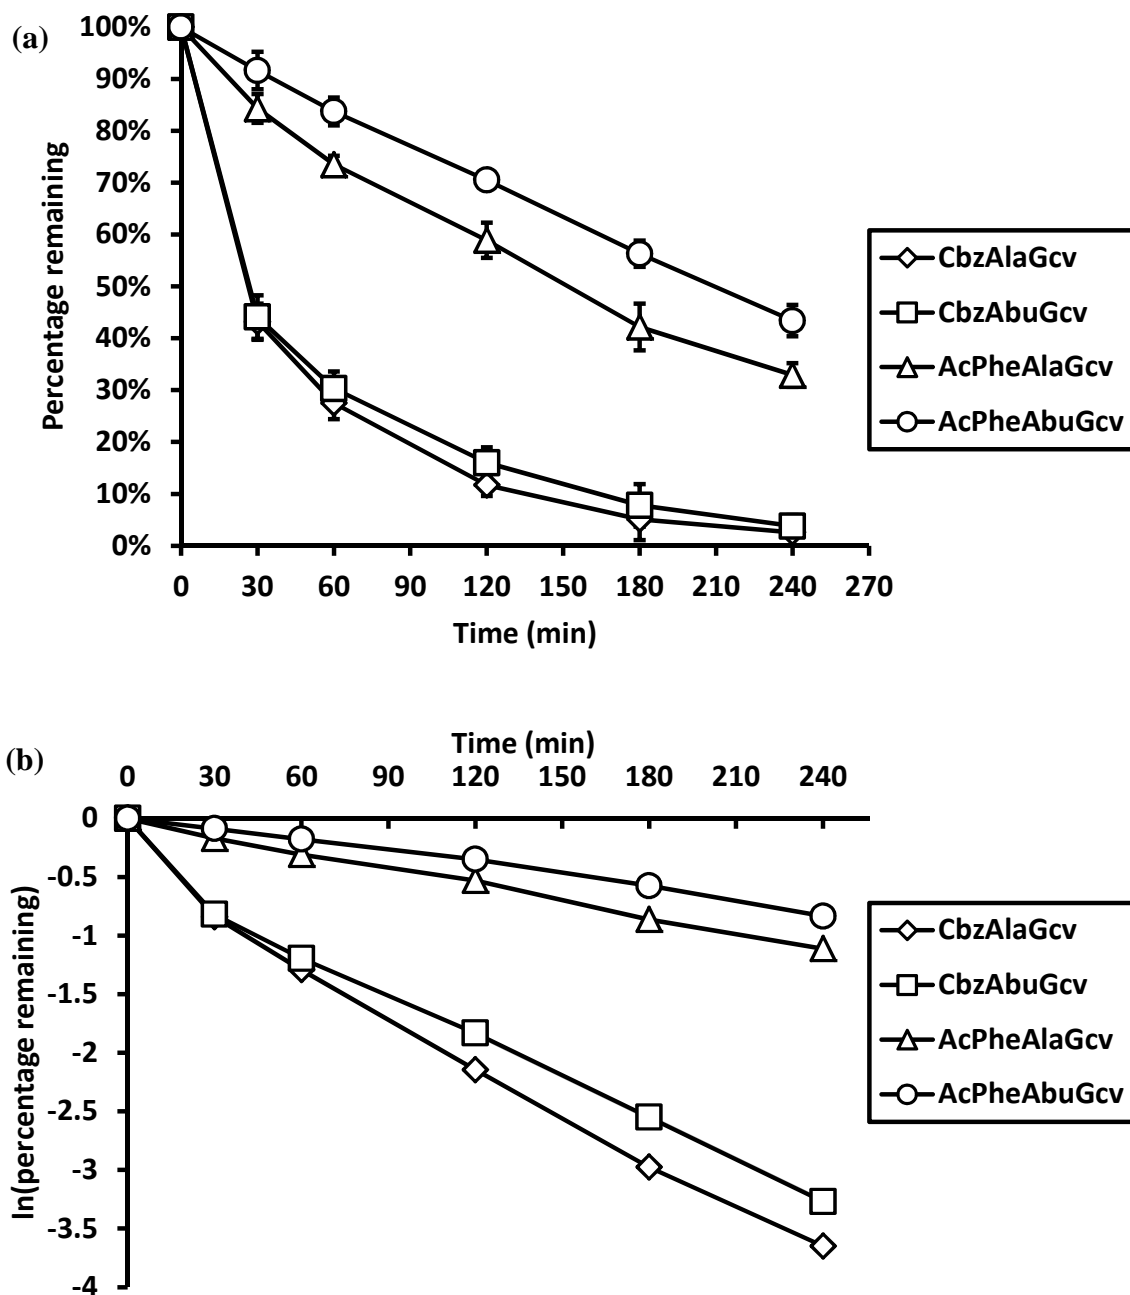 (a)
Percentage remaining
100%
90%
80%
70%
60%
50%
40%
30%
20%
10%
0%
0 30 60 90 120 150 180 210 240 270
Time (min)
CbzAlaGcv
CbzAbuGcv
AcPheAlaGcv
AcPheAbuGcv
(b)
Time (min)
0 30 60 90 120 150 180 210 240
ln(percentage remaining)
0
-0.5
-1
-1.5
-2
-2.5
-3
-3.5
-4
CbzAlaGcv
CbzAbuGcv
AcPheAlaGcv
AcPheAbuGcv